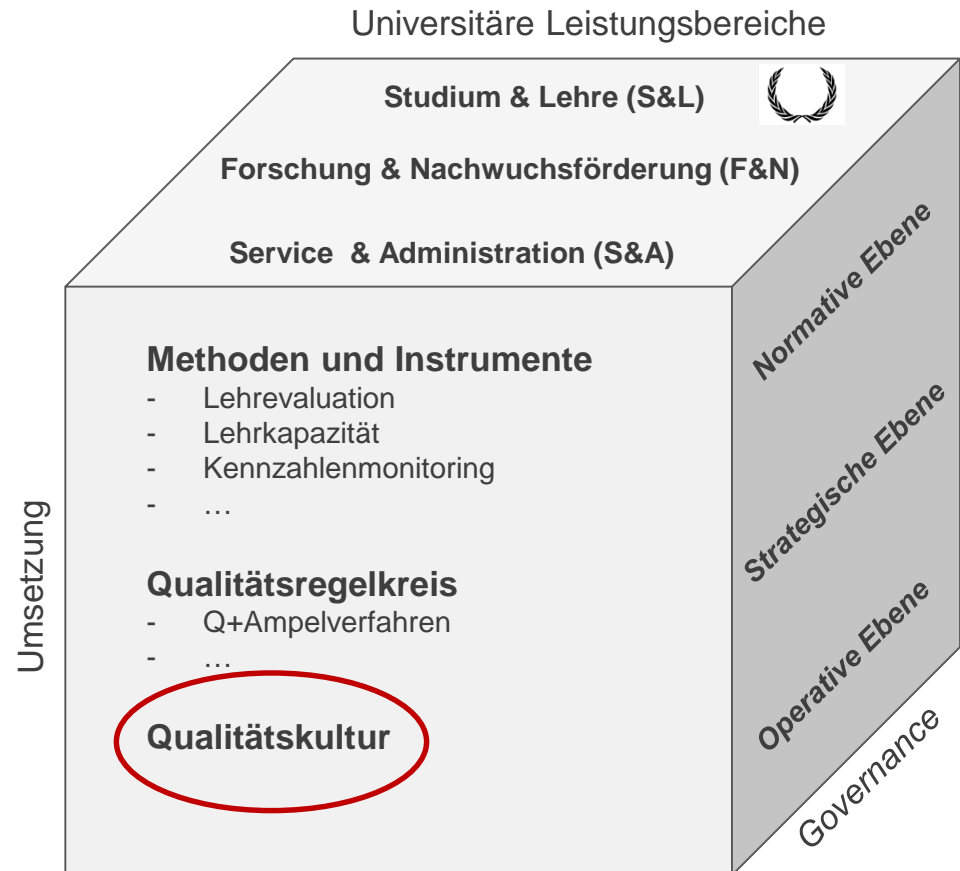 Universitäre Leistungsbereiche
Studium & Lehre (S&L)
Forschung & Nachwuchsförderung (F&N)
Service & Administration (S&A)
Methoden und Instrumente
- Lehrevaluation
- Lehrkapazität
- Kennzahlenmonitoring
- …
Qualitätsregelkreis
- Q+Ampelverfahren
- …
Qualitätskultur
Umsetzung
Normative Ebene
Strategische Ebene
Operative Ebene
Governance